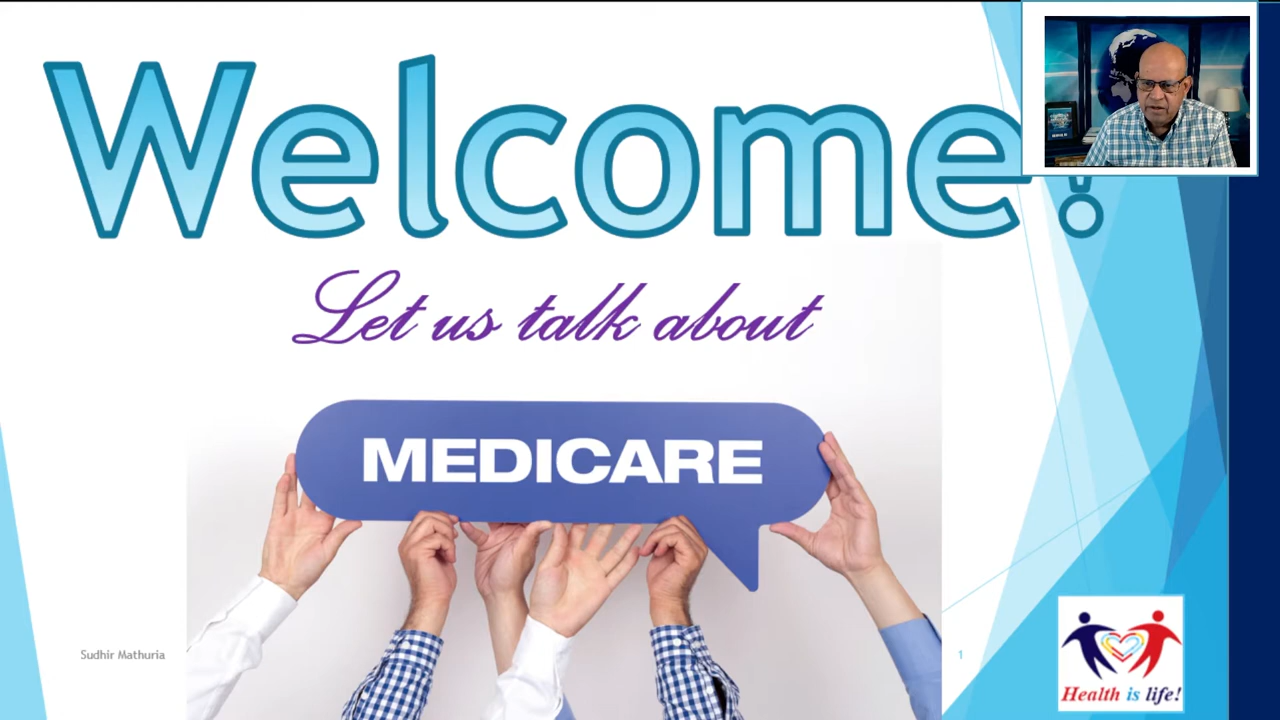 Welcome!
Let us talk about
MEDICARE
Sudhir Mathuria
1
Health is life!